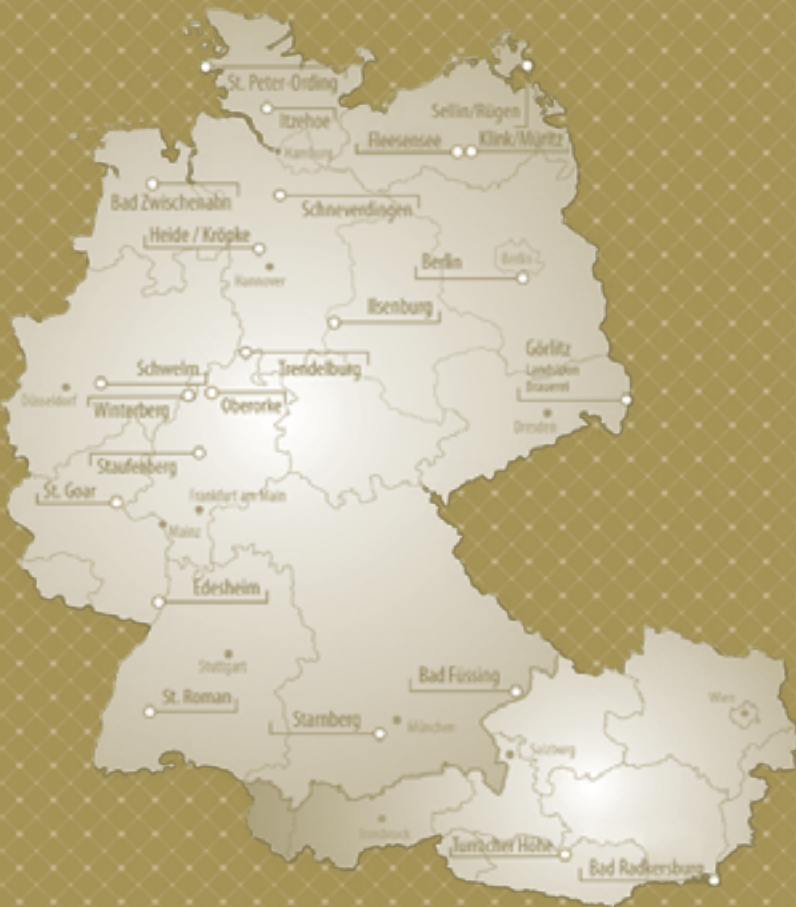 St. Peter-Ording
Itzehoe
Hamburg
Sellin/Rügen
Fleesensee
Klink/Müritz
Bad Zwischenahn
Schneverdingen
Heide / Kröpke
Hannover
Berlin
Berlin
Ilsenburg
Schwelm
Trendelburg
Görlitz
Landskron
Brauerei
Düsseldorf
Winterberg
Oberorke
Dresden
Staufenberg
St. Goar
Frankfurt am Main
Mainz
Edesheim
Stuttgart
Bad Füssing
St. Roman
Starnberg
München
Wien
Salzburg
Innsbruck
Turracher Höhe
Bad Radkersburg